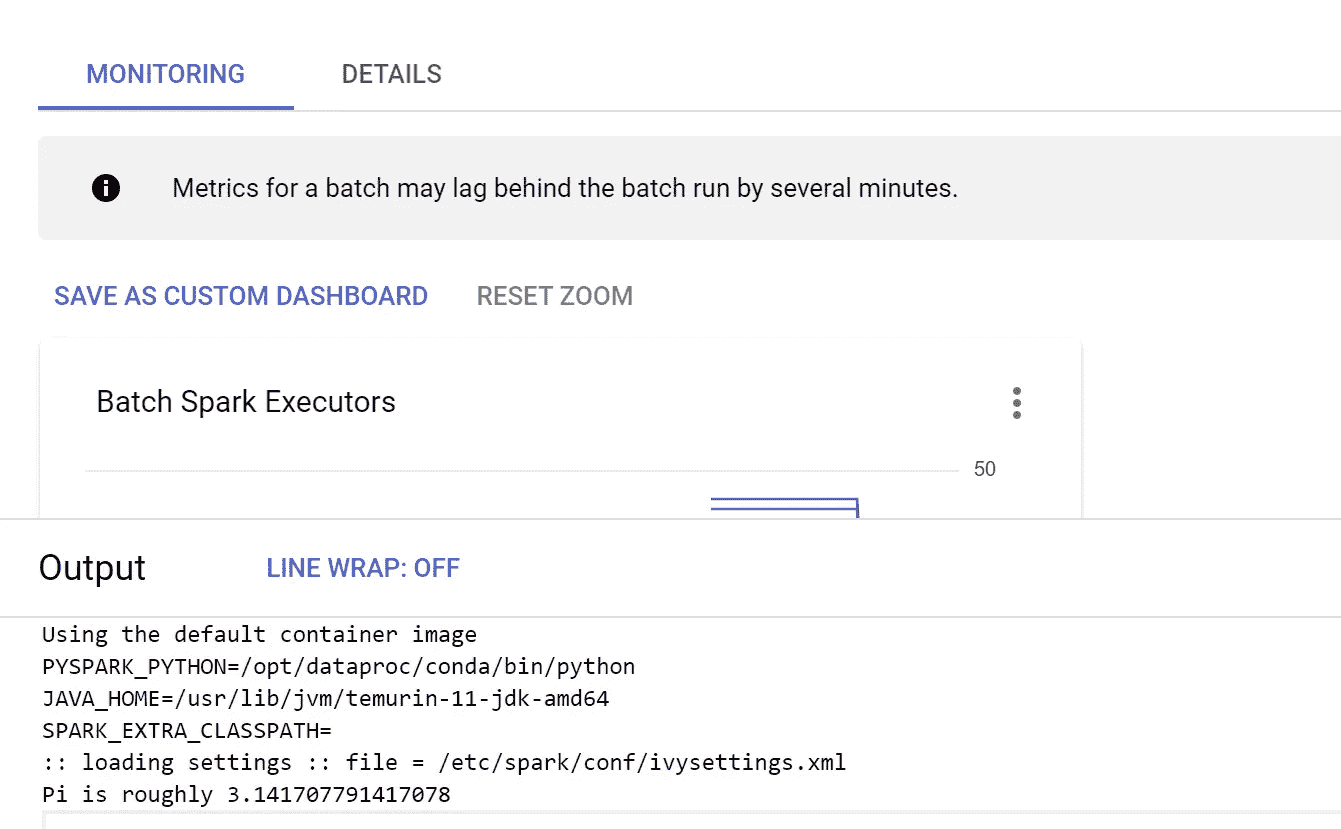 MONITORING DETAILS
Metrics for a batch may lag behind the batch run by several minutes.
SAVE AS CUSTOM DASHBOARD RESET ZOOM
Batch Spark Executors
50
Output LINE WRAP: OFF
Using the default container image
PYSPARK_PYTHON=/opt/dataproc/conda/bin/python
JAVA_HOME=/usr/lib/jvm/temurin-11-jdk-amd64
SPARK_EXTRA_CLASSPATH=
:: loading settings :: file = /etc/spark/conf/ivysettings.xml
Pi is roughly 3.141707791417078